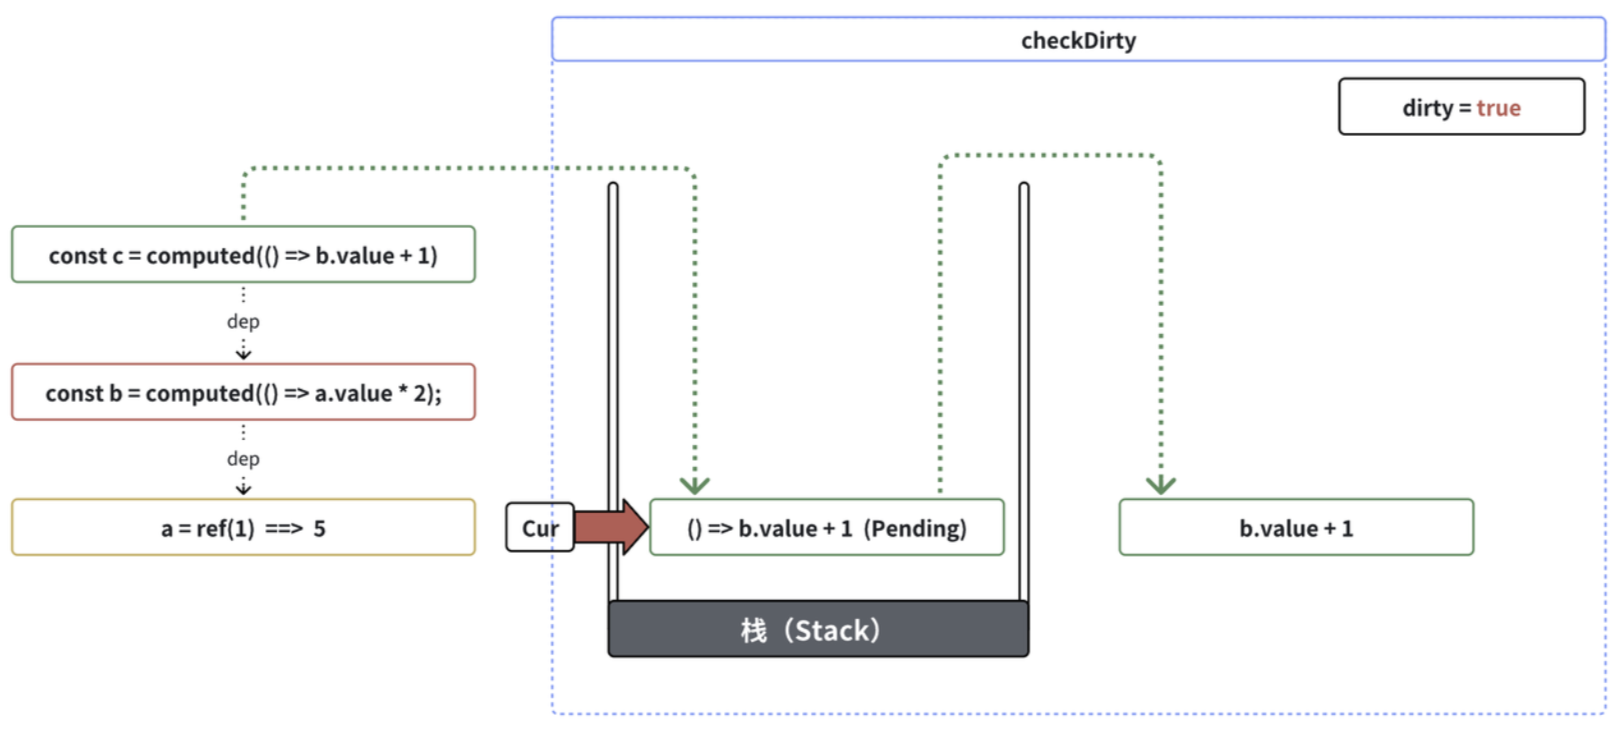 checkDirty
dirty = true
const c = computed(() => b.value + 1)
dep
const b = computed(() => a.value * 2);
dep
a = ref(1) ==> 5
Cur
() => b.value + 1 (Pending)
b.value + 1
栈（Stack）